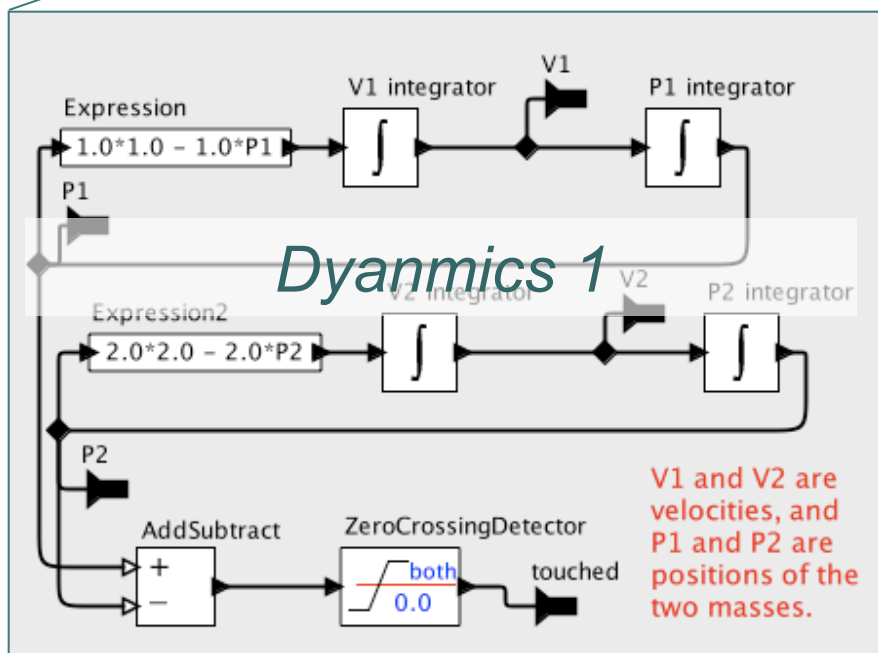 V1
V1 integrator
P1 integrator
Expression
1.0*1.0 - 1.0*P1
∫
∫
P1
Dyanmics 1
V2 integrator
V2
P2 integrator
Expression2
2.0*2.0 - 2.0*P2
∫
∫
P2
V1 and V2 are
velocities, and
P1 and P2 are
positions of the
two masses.
AddSubtract
ZeroCrossingDetector
touched
+
−
both
0.0